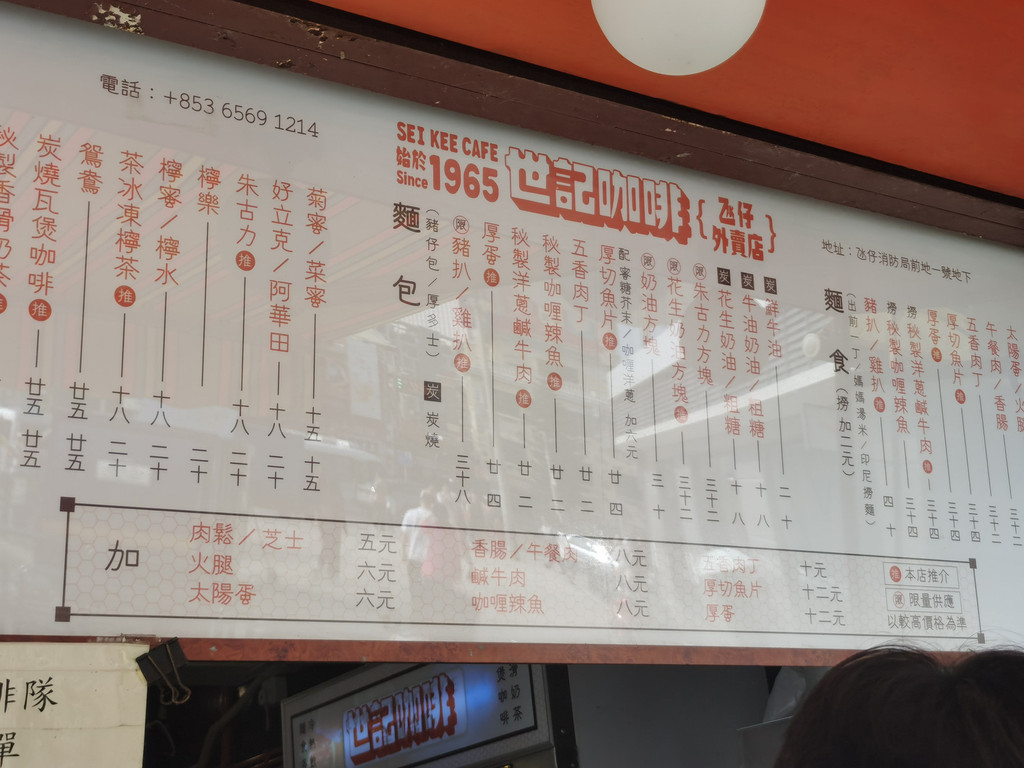 電話：+853 6569 1214
SEI KEE CAFE
始於
Since 1965
世記咖啡
{氹仔
外賣店}
地址：氹仔消防局前地一號地下
秘製香骨奶茶
炭燒瓦煲咖啡 推 廿五 廿五
鴛鴦 廿五 廿五
茶冰凍檸茶 推 十八 二十
檸蜜／檸水 十八 二十
檸樂 二十
朱古力 推 十八 二十
好立克／阿華田 十八 二十
菊蜜／菜蜜 十五 十五
麵包
（豬仔包／厚多士） 炭 炭燒
限 豬扒／雞扒 推 三十八
厚蛋 推 廿四
秘製洋蔥鹹牛肉 推 廿二
秘製咖喱辣魚 推 廿二
五香肉丁 廿二
厚切魚片 推 廿四
配蜜糖芥末／咖喱洋蔥 加六元
限 奶油方塊 三十
限 花生奶油方塊 推 三十二
限 朱古力方塊 三十二
炭 花生奶油／粗糖 十八
炭 牛油奶油／粗糖 十八
炭 鮮牛油 二十
麵食（撈加二元）
（出前一丁／媽媽湯米／印尼撈麵）
豬扒／雞扒 推 四十
撈 秘製咖喱辣魚 三十四
撈 秘製洋蔥鹹牛肉 推 三十四
厚蛋 推 三十四
厚切魚片 推 三十四
五香肉丁 三十四
午餐肉／香腸 三十二
太陽蛋／火腿
加
肉鬆／芝士 五元
火腿 六元
太陽蛋 六元
香腸／午餐肉 八元
鹹牛肉 八元
咖喱辣魚 八元
五香肉丁 十元
厚切魚片 十二元
厚蛋 十二元
推 本店推介
限 限量供應
以較高價格為準
排隊
單
世記咖啡